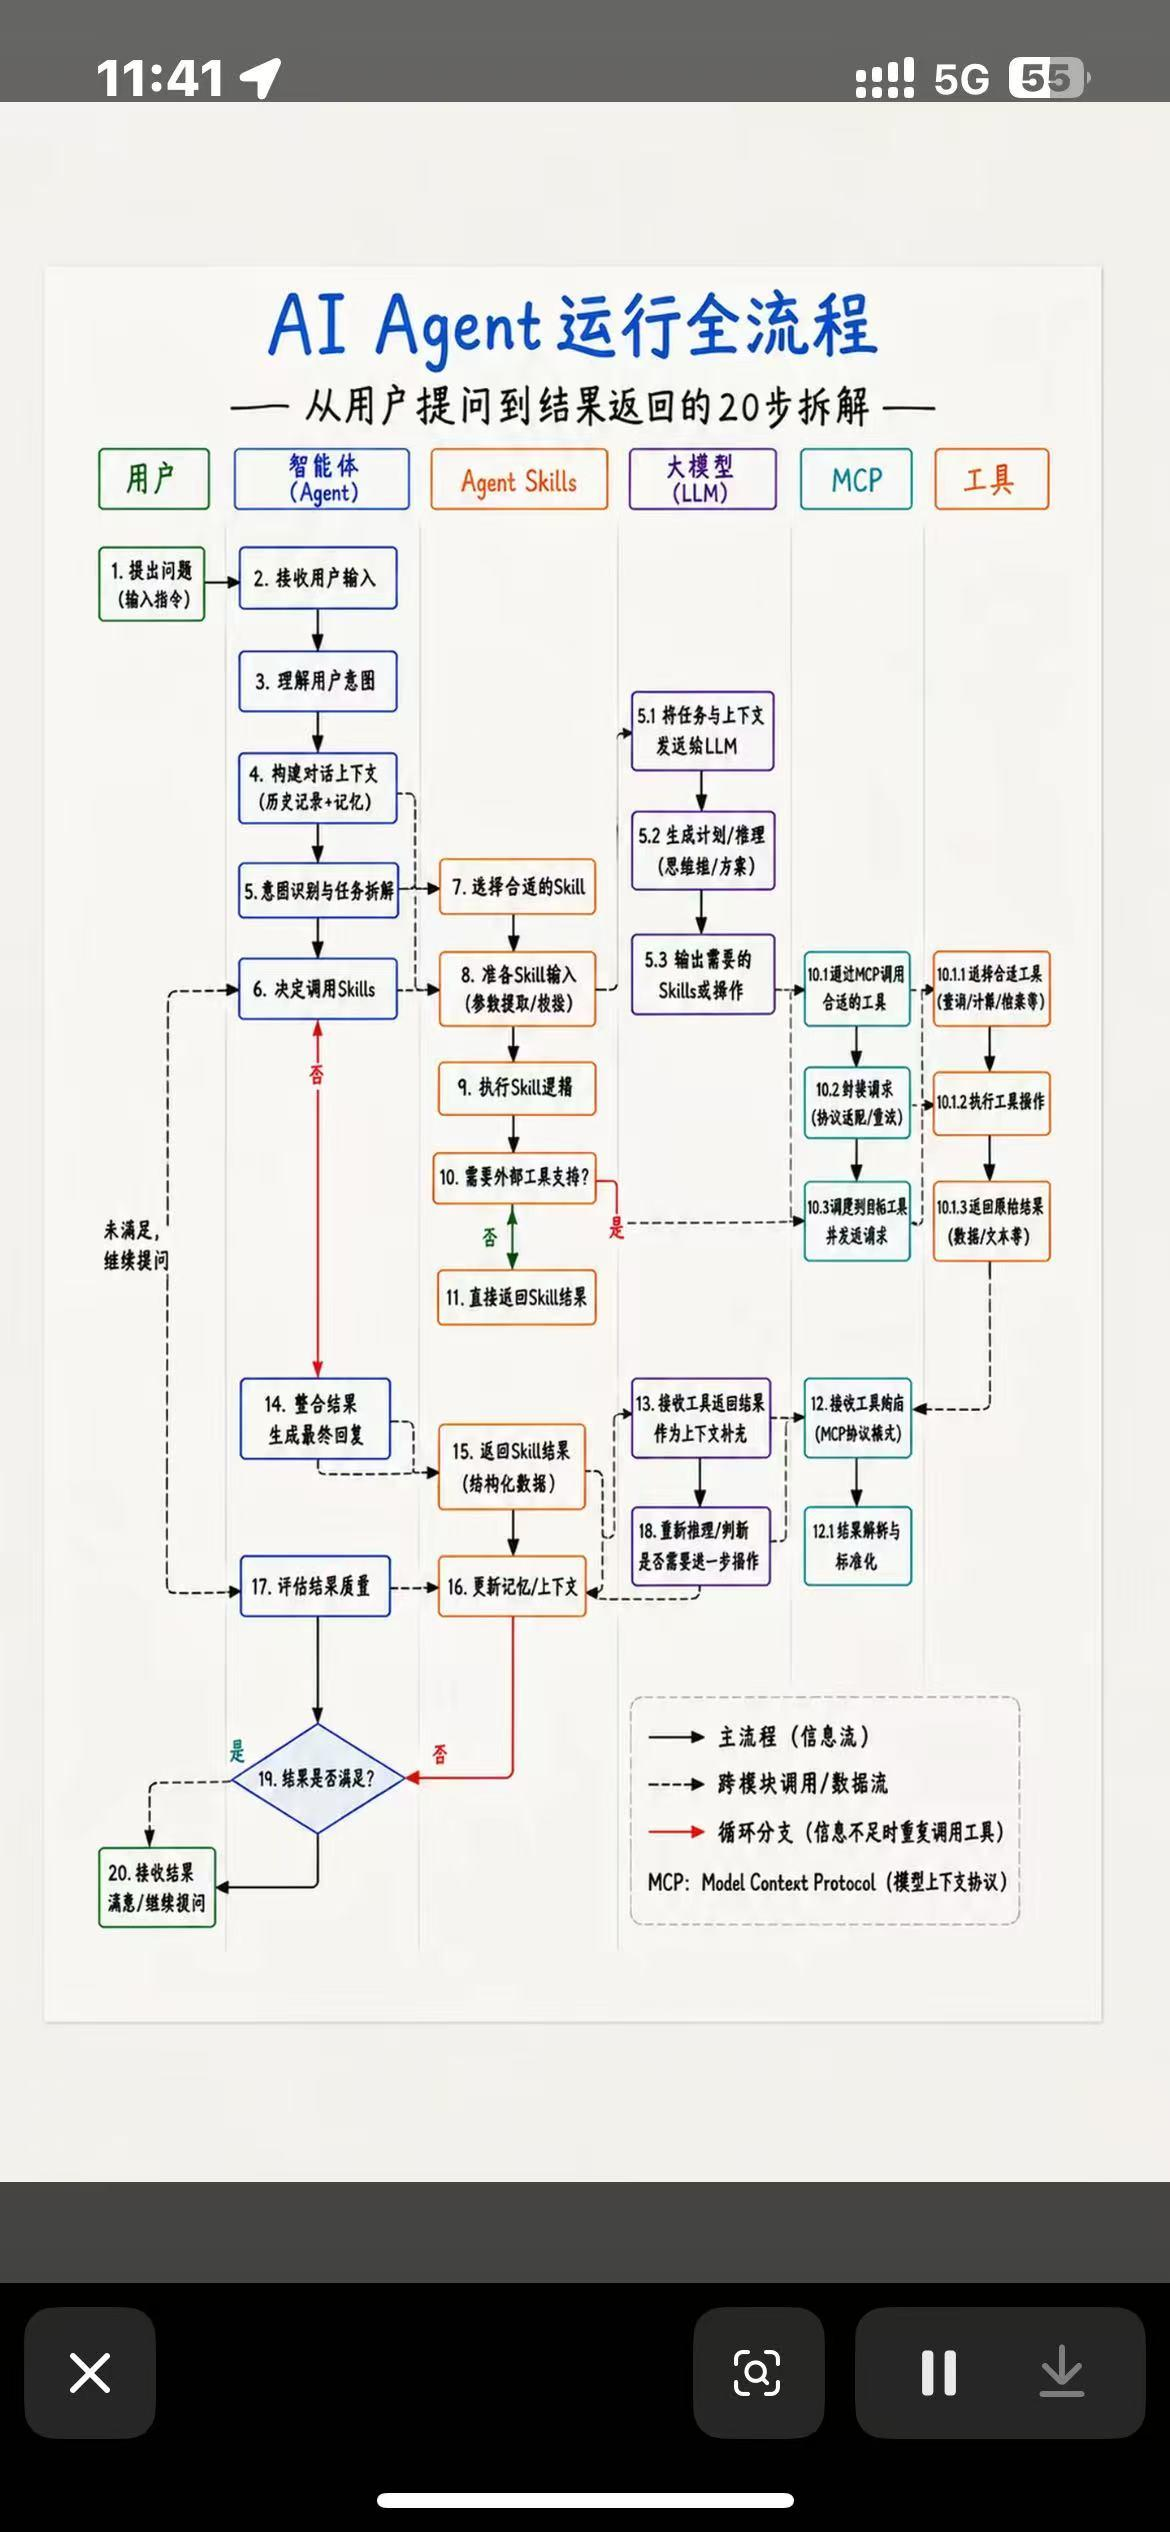 11:41
5G
55
AI Agent运行全流程
从用户提问到结果返回的20步拆解
用户
智能体
(Agent)
Agent Skills
大模型
(LLM)
MCP
工具
1. 提出问题
(输入指令)
2. 接收用户输入
3. 理解用户意图
4. 构建对话上下文
(历史记录+记忆)
5.意图识别与任务拆解
6. 决定调用Skills
7. 选择合适的Skill
8. 准备Skill输入
(参数提取/校验)
9. 执行Skill逻辑
10. 需要外部工具支持?
否
是
11. 直接返回Skill结果
5.1 将任务与上下文
发送给LLM
5.2 生成计划/推理
(思维链/方案)
5.3 输出需要的
Skills或操作
10.1通过MCP调用
合适的工具
10.2封装请求
(协议适配/重试)
10.3调度到目标工具
并发送请求
10.1.1选择合适工具
(查询/计算/检索等)
10.1.2执行工具操作
10.1.3返回原始结果
(数据/文本等)
否
未满足,
继续提问
14. 整合结果
生成最终回复
15. 返回Skill结果
(结构化数据)
13. 接收工具返回结果
作为上下文补充
12.接收工具
(MCP协议格式)
12.1结果解析与
标准化
18. 重新推理/判断
是否需要进一步操作
17. 评估结果质量
16. 更新记忆/上下文
是
否
19. 结果是否满足?
20. 接收结果
满意/继续提问
主流程(信息流)
跨模块调用/数据流
循环分支(信息不足时重复调用工具)
MCP: Model Context Protocol(模型上下文协议)